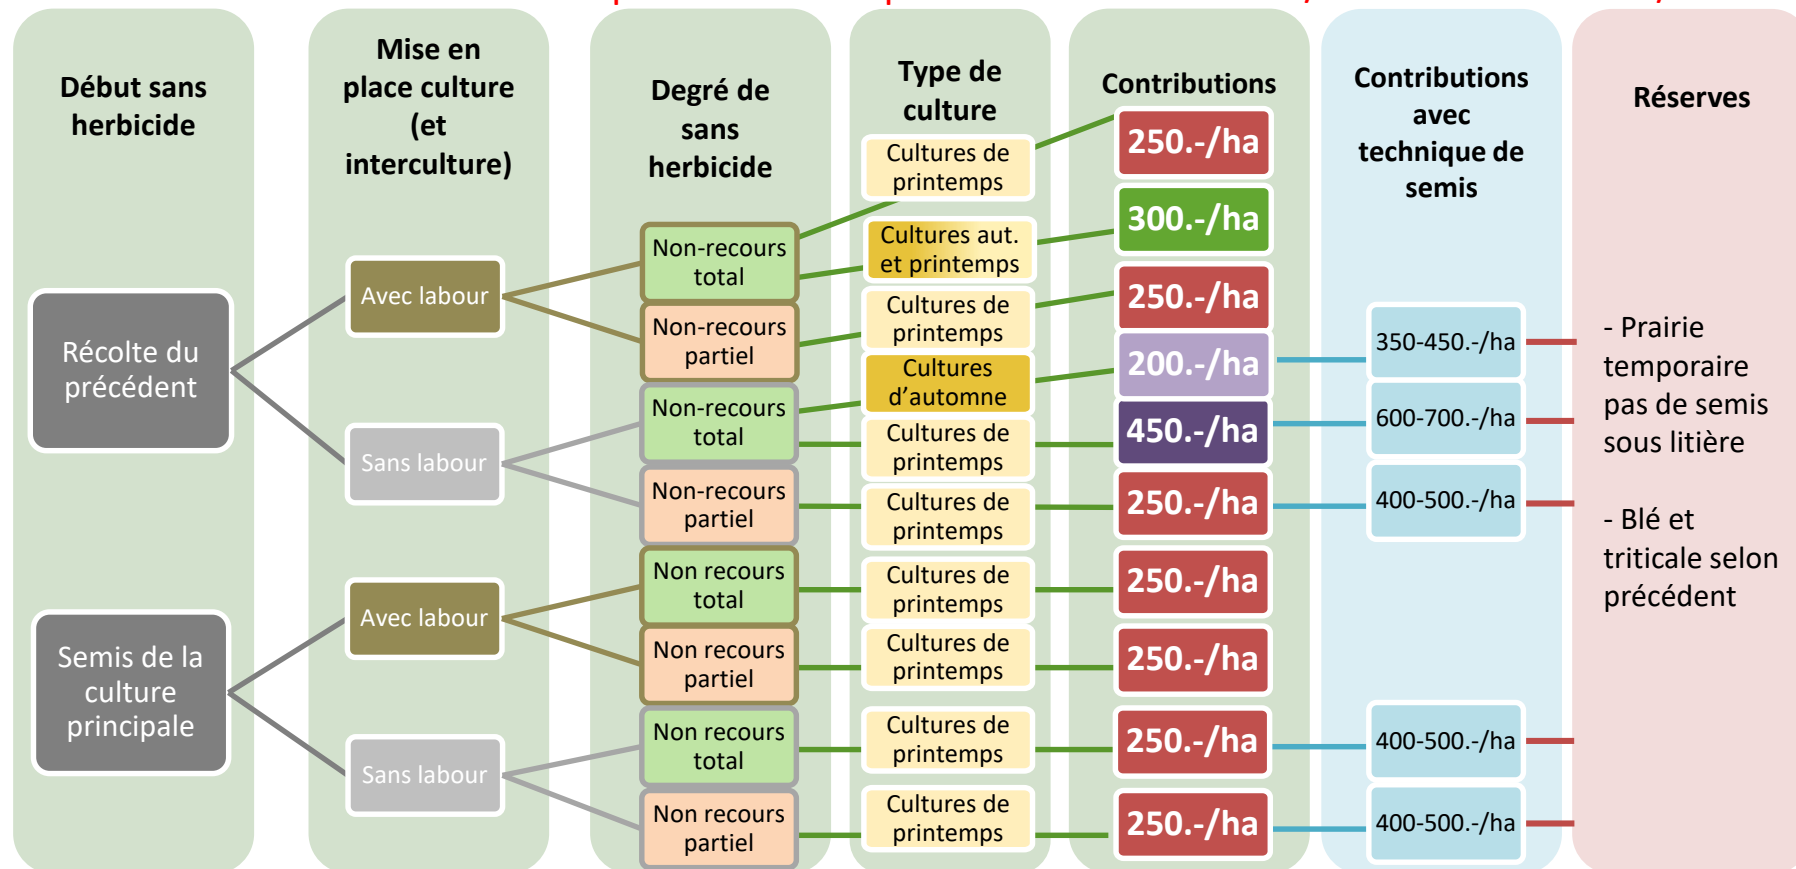 Début sans
herbicide
Récolte du
précédent
Semis de la
culture
principale
Mise en
place culture
(et
interculture)
Avec labour
Sans labour
Avec labour
Sans labour
Degré de
sans
herbicide
Non-recours
total
Non-recours
partiel
Non-recours
total
Non-recours
partiel
Non recours
total
Non recours
partiel
Non recours
total
Non recours
partiel
Type de
culture
Cultures de
printemps
Cultures aut.
et printemps
Cultures de
printemps
Cultures
d'automne
Cultures de
printemps
Cultures de
printemps
Cultures de
printemps
Cultures de
printemps
Cultures de
printemps
Cultures de
printemps
Contributions
250.-/ha
300.-/ha
250.-/ha
200.-/ha
450.-/ha
250.-/ha
250.-/ha
250.-/ha
250.-/ha
250.-/ha
Contributions
avec
technique de
semis
350-450.-/ha
600-700.-/ha
400-500.-/ha
400-500.-/ha
400-500.-/ha
Réserves
- Prairie
temporaire
pas de semis
sous litière
- Blé et
triticale selon
précédent